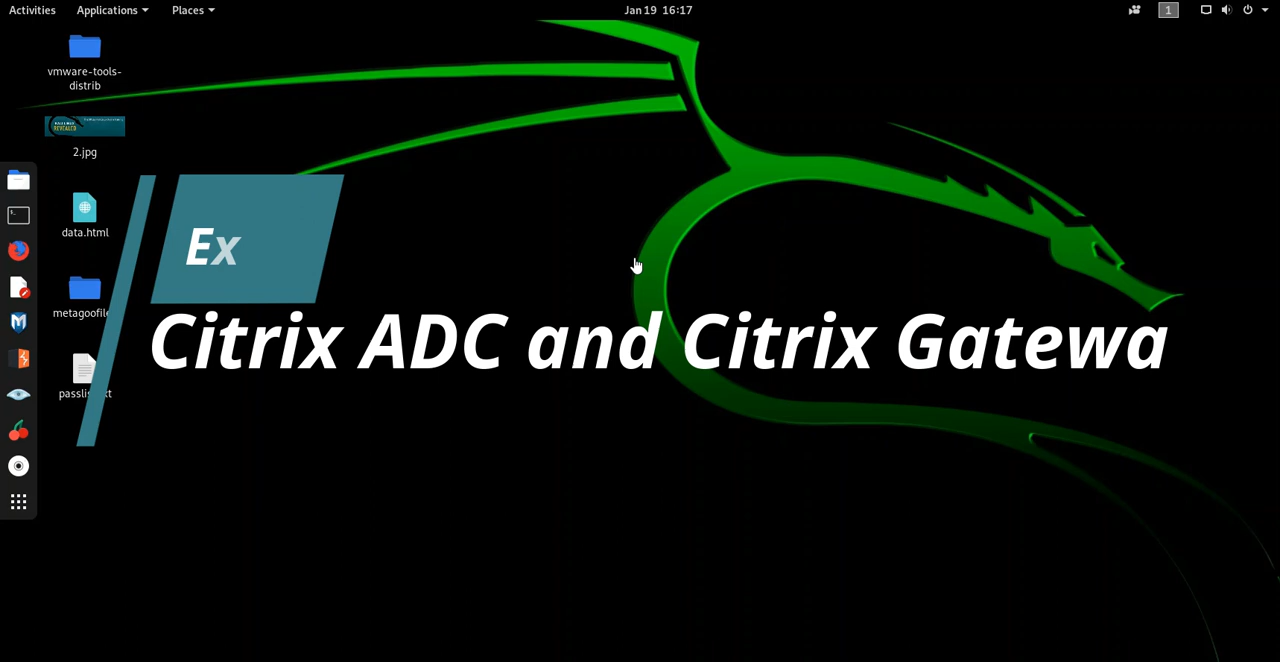 Activities Applications Places Jan 19 16:17 1
vmware-tools-
distrib
2.jpg
data.html
Ex
Citrix ADC and Citrix Gatewa